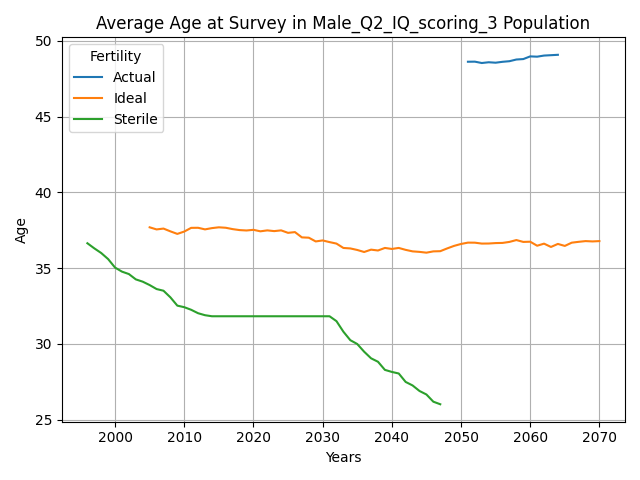 Average Age at Survey in Male_Q2_IQ_scoring_3 Population
Fertility
Actual
Ideal
Sterile
50
45
40
35
30
25
Age
2000 2010 2020 2030 2040 2050 2060 2070
Years